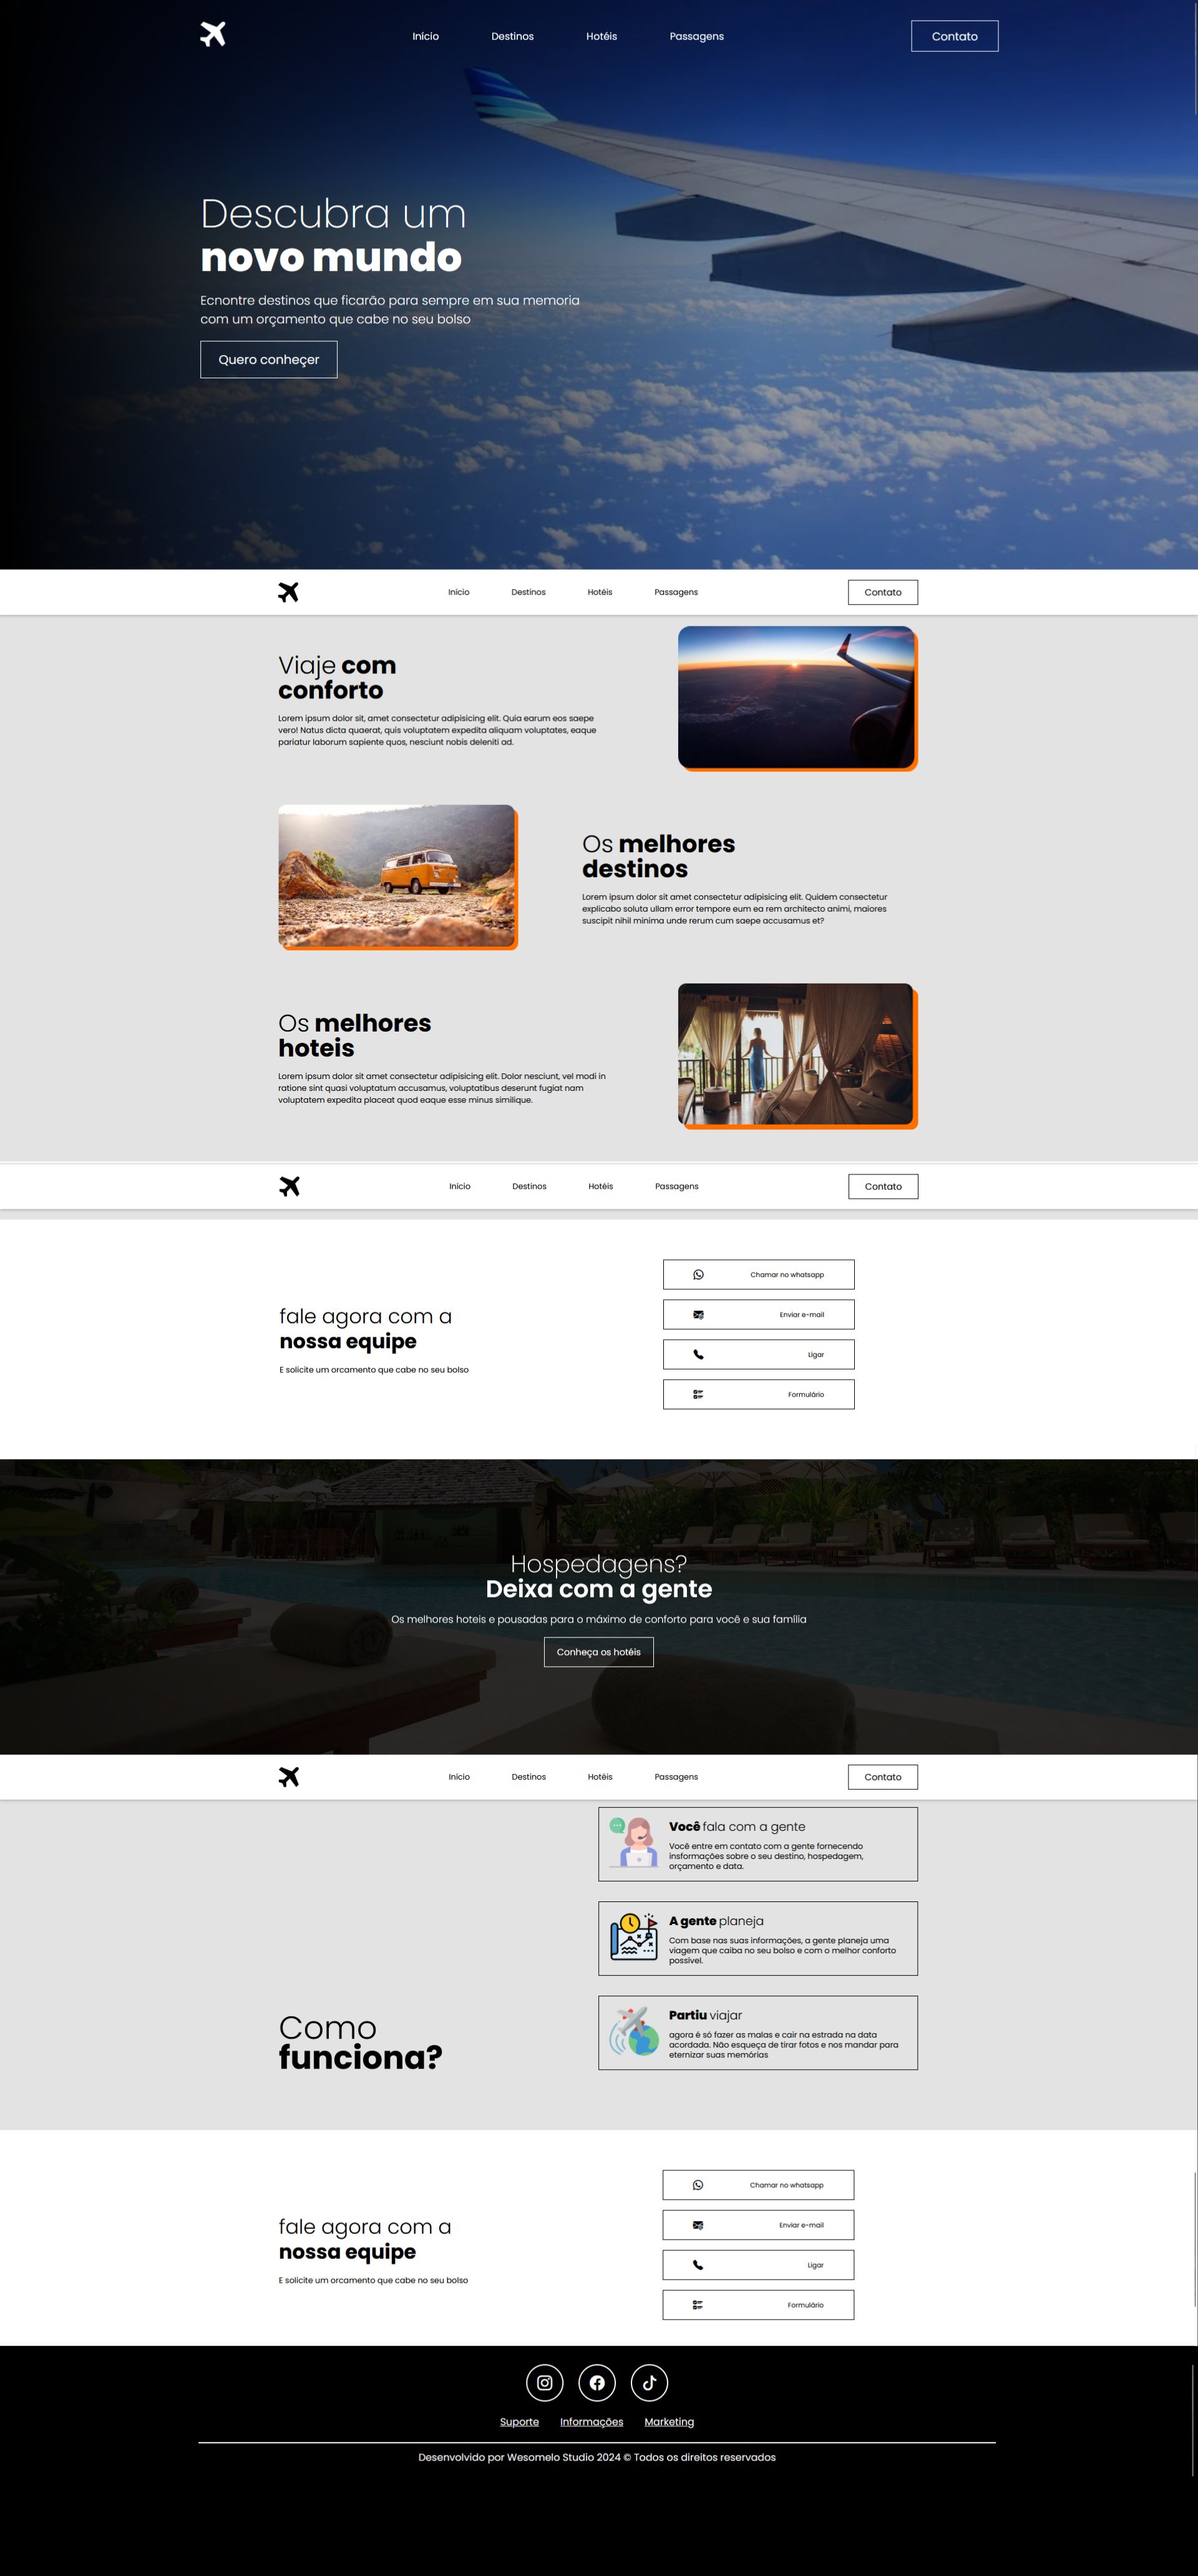 Início Destinos Hotéis Passagens Contato
Descubra um
novo mundo
Ecnontre destinos que ficarão para sempre em sua memoria
com um orçamento que cabe no seu bolso
Quero conheçer
Início Destinos Hotéis Passagens Contato
Viaje com
conforto
Lorem ipsum dolor sit, amet consectetur adipisicing elit. Quia earum eos saepe
vero! Natus dicta quaerat, quis voluptatem expedita aliquam voluptates, eaque
pariatur laborum sapiente quos, nesciunt nobis deleniti ad.
Os melhores
destinos
Lorem ipsum dolor sit amet consectetur adipisicing elit. Quidem consectetur
explicabo soluta ullam error tempore eum ea rem architecto animi, maiores
suscipit nihil minima unde rerum cum saepe accusamus et?
Os melhores
hoteis
Lorem ipsum dolor sit amet consectetur adipisicing elit. Dolor nesciunt, vel modi in
ratione sint quasi voluptatum accusamus, voluptatibus deserunt fugiat nam
voluptatem expedita placeat quod eaque esse minus similique.
Início Destinos Hotéis Passagens Contato
fale agora com a
nossa equipe
E solicite um orcamento que cabe no seu bolso
Chamar no whatsapp
Enviar e-mail
Ligar
Formulário
Hospedagens?
Deixa com a gente
Os melhores hoteis e pousadas para o máximo de conforto para você e sua família
Conheça os hotéis
Início Destinos Hotéis Passagens Contato
Como
funciona?
Você fala com a gente
Você entre em contato com a gente fornecendo
insformações sobre o seu destino, hospedagem,
orçamento e data.
A gente planeja
Com base nas suas informações, a gente planeja uma
viagem que caiba no seu bolso e com o melhor conforto
possivel.
Partiu viajar
agora é só fazer as malas e cair na estrada na data
acordada. Não esqueça de tirar fotos e nos mandar para
eternizar suas memórias
fale agora com a
nossa equipe
E solicite um orcamento que cabe no seu bolso
Chamar no whatsapp
Enviar e-mail
Ligar
Formulário
Suporte Informações Marketing
Desenvolvido por Wesomelo Studio 2024 © Todos os direitos reservados